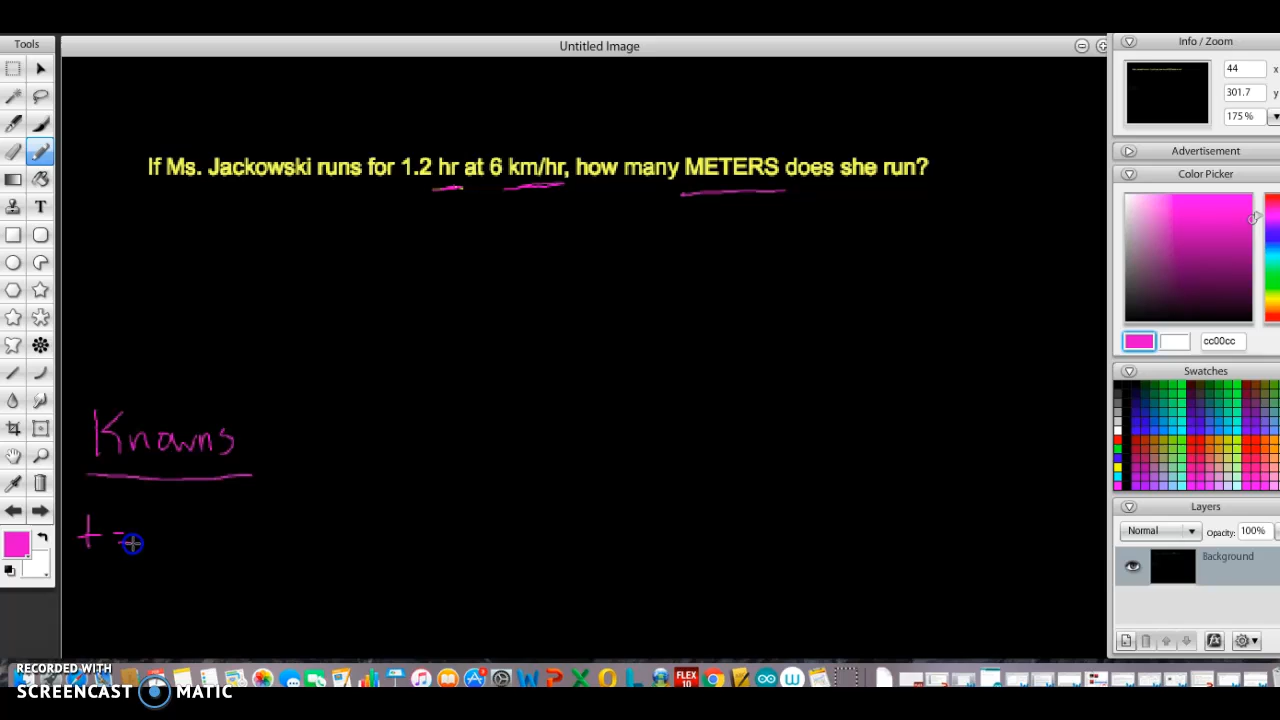 Tools
Untitled Image
Info / Zoom
44 x
301.7 y
175%
Advertisement
Color Picker
cc00cc
Swatches
Layers
Normal Opacity: 100%
Background
If Ms. Jackowski runs for 1.2 hr at 6 km/hr, how many METERS does she run?
Knowns
t =
RECORDED WITH
SCREENCAST MATIC
FLEX
10